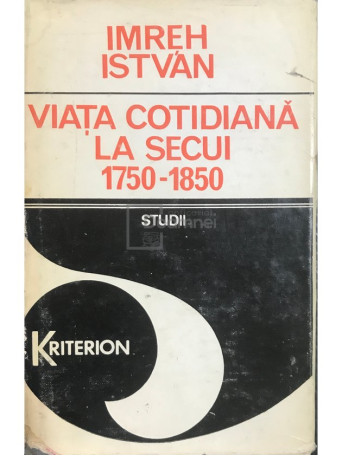 IMREH
ISTVÁN
VIAȚA COTIDIANĂ
LA SECUI
1750-1850
STUDII
KRITERION